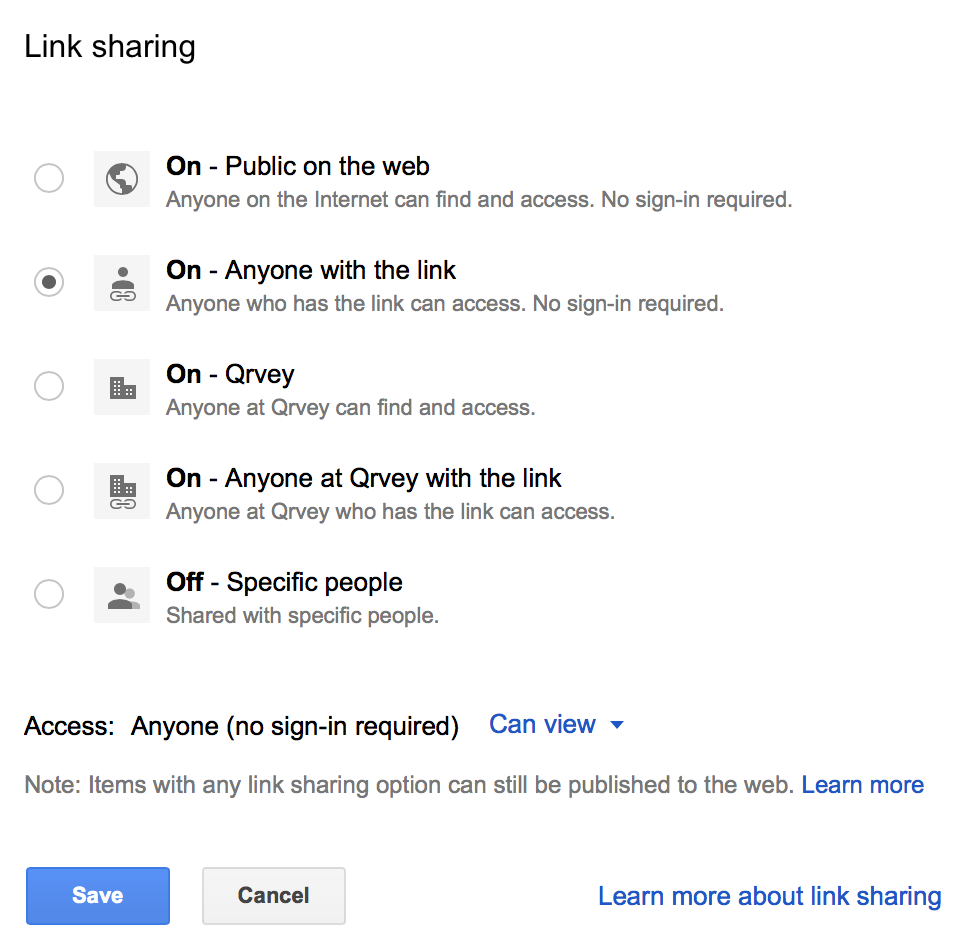 Link sharing
On - Public on the web
Anyone on the Internet can find and access. No sign-in required.
On - Anyone with the link
Anyone who has the link can access. No sign-in required.
On - Qrvey
Anyone at Qrvey can find and access.
On - Anyone at Qrvey with the link
Anyone at Qrvey who has the link can access.
Off - Specific people
Shared with specific people.
Access: Anyone (no sign-in required) Can view
Note: Items with any link sharing option can still be published to the web. Learn more
Save Cancel Learn more about link sharing